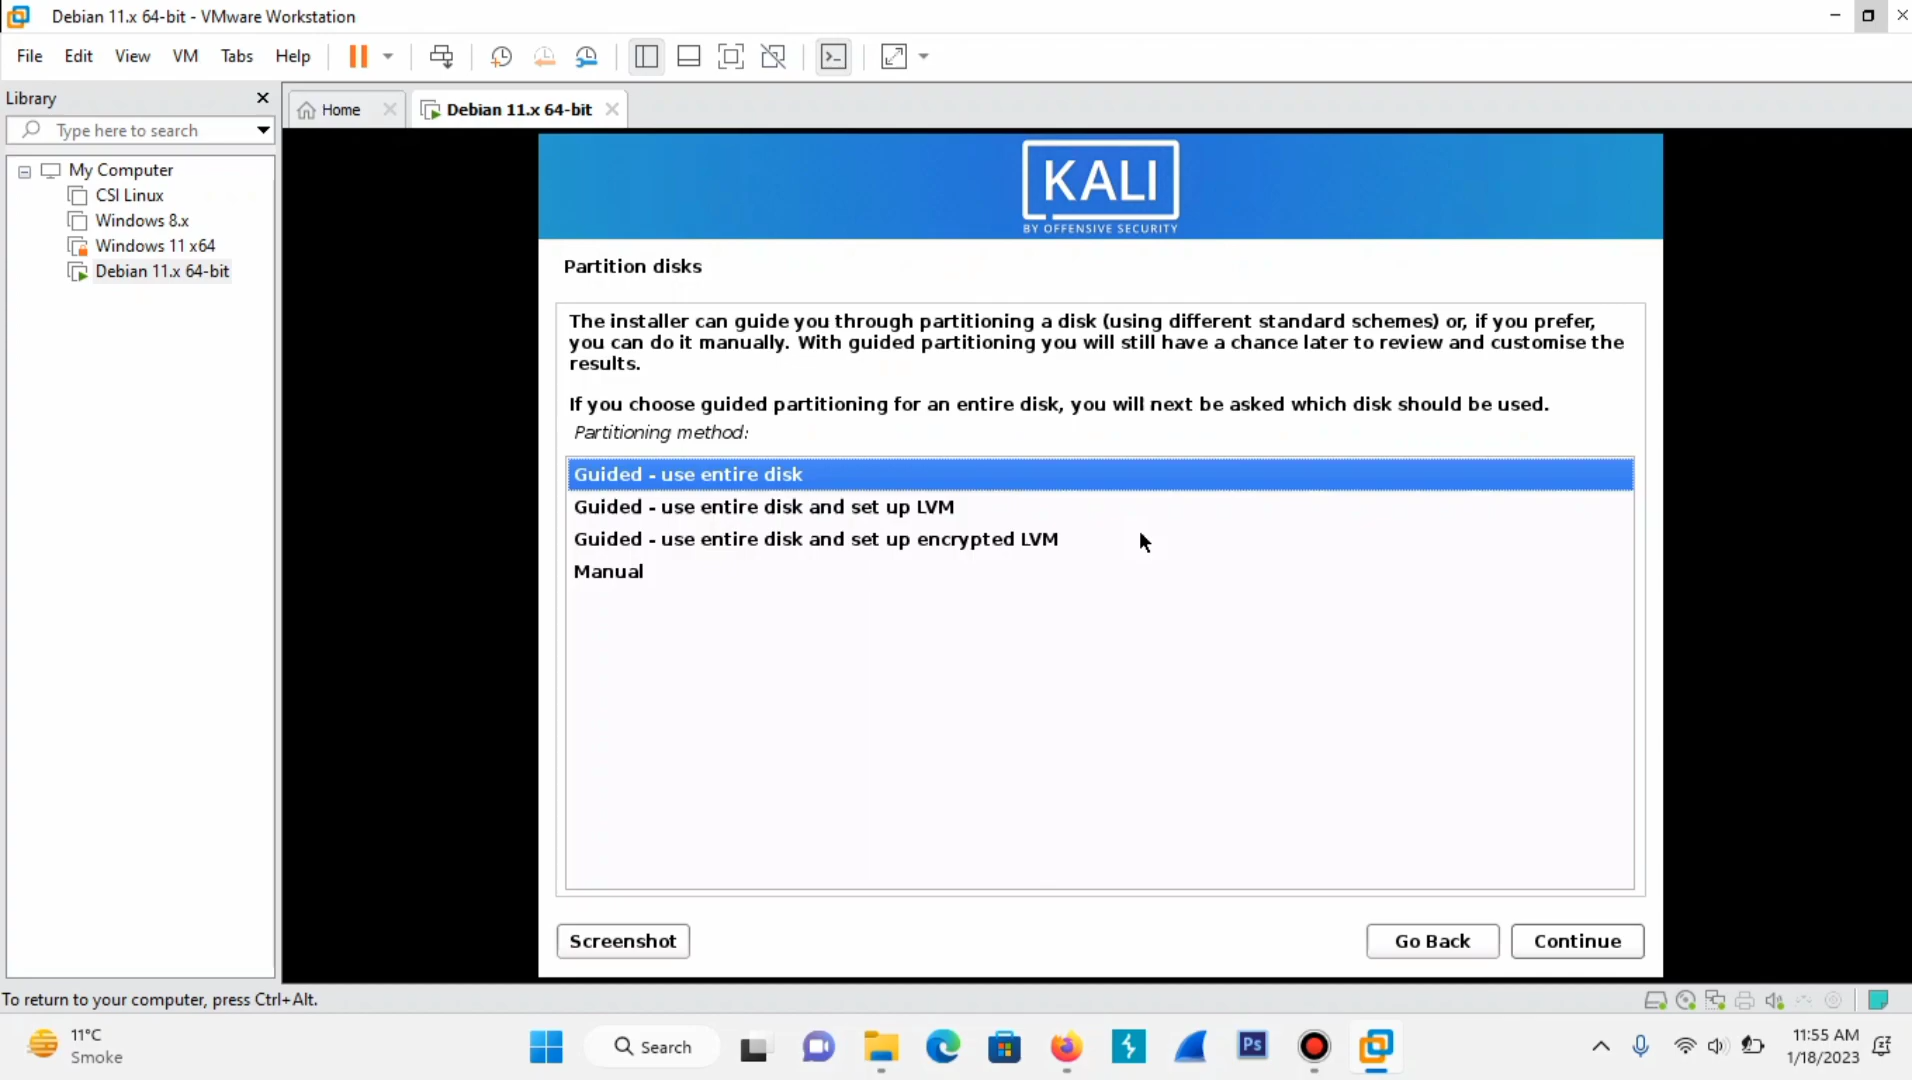 Debian 11.x 64-bit - VMware Workstation
File Edit View VM Tabs Help
Library
Type here to search
My Computer
CSI Linux
Windows 8.x
Windows 11 x64
Debian 11.x 64-bit
Home
Debian 11.x 64-bit
KALI
BY OFFENSIVE SECURITY
Partition disks
The installer can guide you through partitioning a disk (using different standard schemes) or, if you prefer,
you can do it manually. With guided partitioning you will still have a chance later to review and customise the
results.
If you choose guided partitioning for an entire disk, you will next be asked which disk should be used.
Partitioning method:
Guided - use entire disk
Guided - use entire disk and set up LVM
Guided - use entire disk and set up encrypted LVM
Manual
Screenshot
Go Back
Continue
To return to your computer, press Ctrl+Alt.
11°C
Smoke
Search
Ps
11:55 AM
1/18/2023